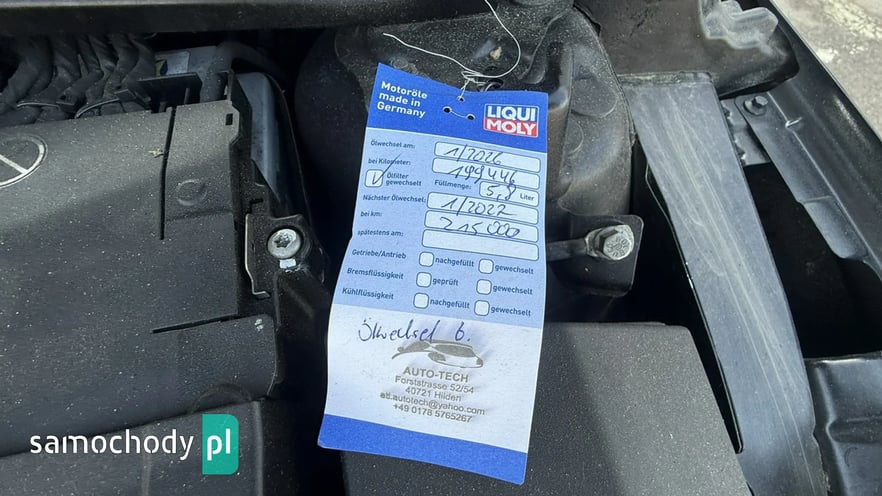 Motoröle
made in
Germany
LIQUI
MOLY
Ölwechsel am: 1/2026
bei Kilometer: 199446
Ölfilter
gewechselt
Füllmenge: 5,8 Liter
Nächster Ölwechsel: 1/2027
bei km: 215000
spätestens am:
Getriebe/Antrieb nachgefüllt gewechselt
Bremsflüssigkeit geprüft gewechselt
Kühlflüssigkeit nachgefüllt gewechselt
Ölwechsel b.
AUTO-TECH
Forststrasse 52/54
40721 Hilden
+49 0178 5765267
samochody pl